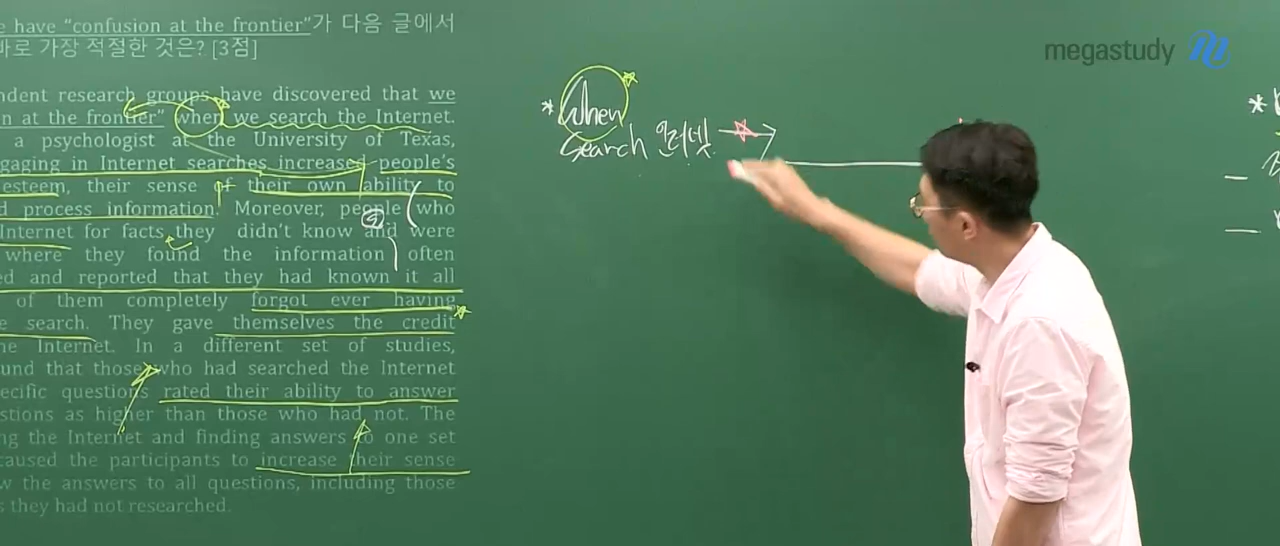 e have "confusion at the frontier"가 다음 글에서
바로 가장 적절한 것은? [3점]
ndent research groups have discovered that we
n at the frontier" when we search the Internet.
a psychologist at the University of Texas,
gaging in Internet searches increased people's
esteem, their sense of their own ability to
d process information. Moreover, people who
Internet for facts they didn't know and were
where they found the information often
ed and reported that they had known it all
of them completely forgot ever having
e search. They gave themselves the credit
he Internet. In a different set of studies,
und that those who had searched the Internet
ecific questions rated their ability to answer
stions as higher than those who had not. The
ng the Internet and finding answers to one set
caused the participants to increase their sense
w the answers to all questions, including those
s they had not researched.
*When
Search 인터넷
megastudy